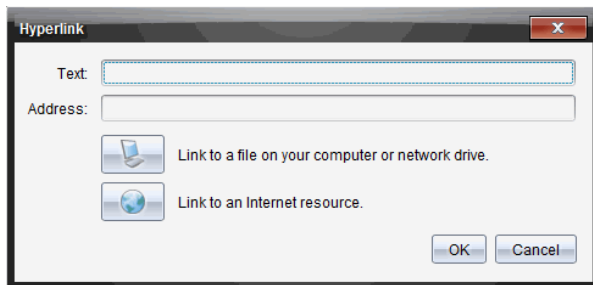 Hyperlink
Text:
Address:
Link to a file on your computer or network drive.
Link to an Internet resource.
OK Cancel